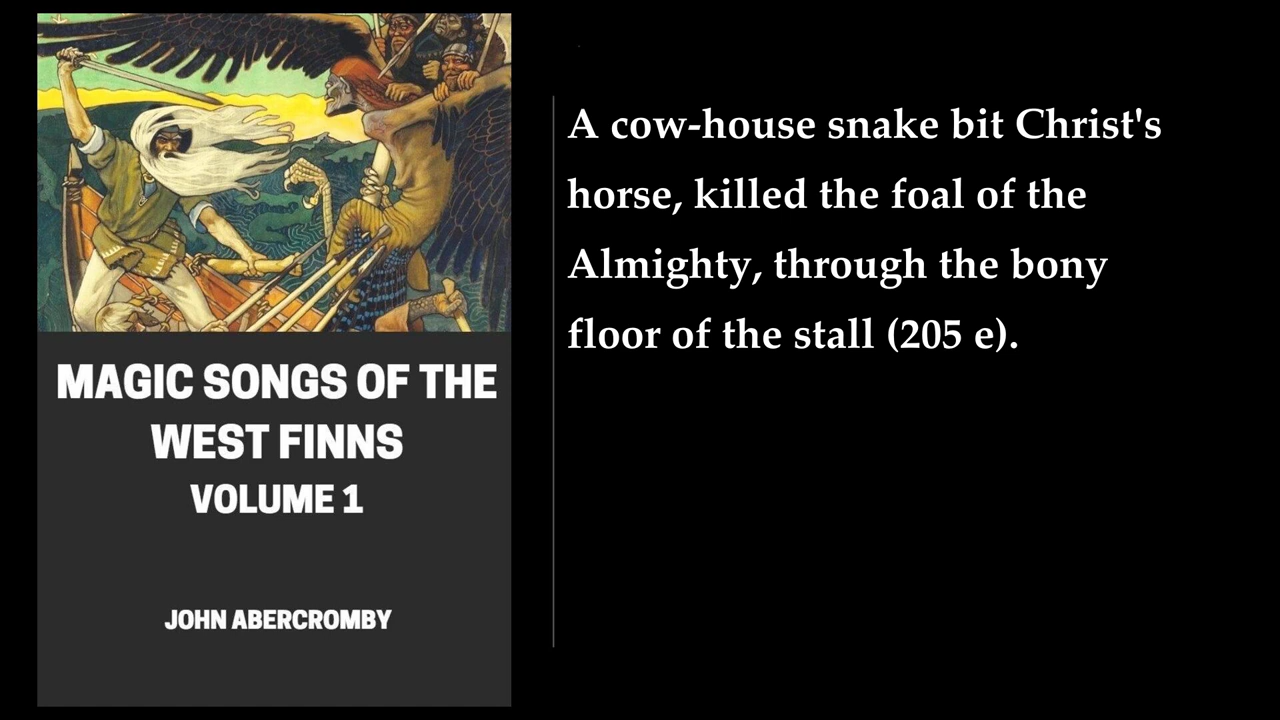 MAGIC SONGS OF THE
WEST FINNS
VOLUME 1
JOHN ABERCROMBY
A cow-house snake bit Christ's
horse, killed the foal of the
Almighty, through the bony
floor of the stall (205 e).